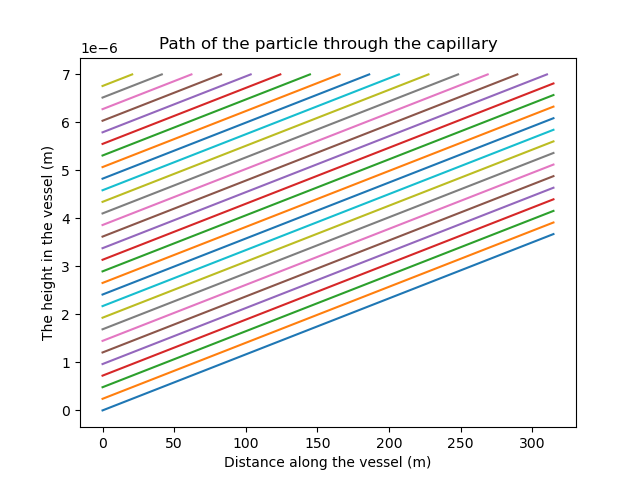 Path of the particle through the capillary
1e−6
The height in the vessel (m)
7
6
5
4
3
2
1
0
0 50 100 150 200 250 300
Distance along the vessel (m)